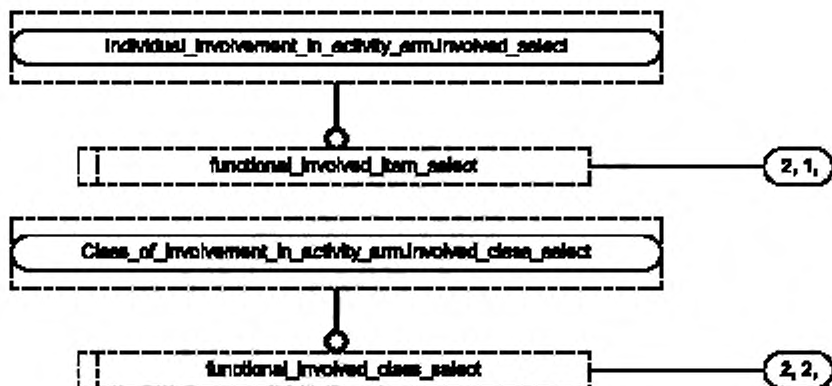 Individual_involvement_in_activity_arm.involved_select
functional_involved_item_select
2, 1,
Class_of_involvement_in_activity_arm.involved_class_select
functional_involved_class_select
2, 2,